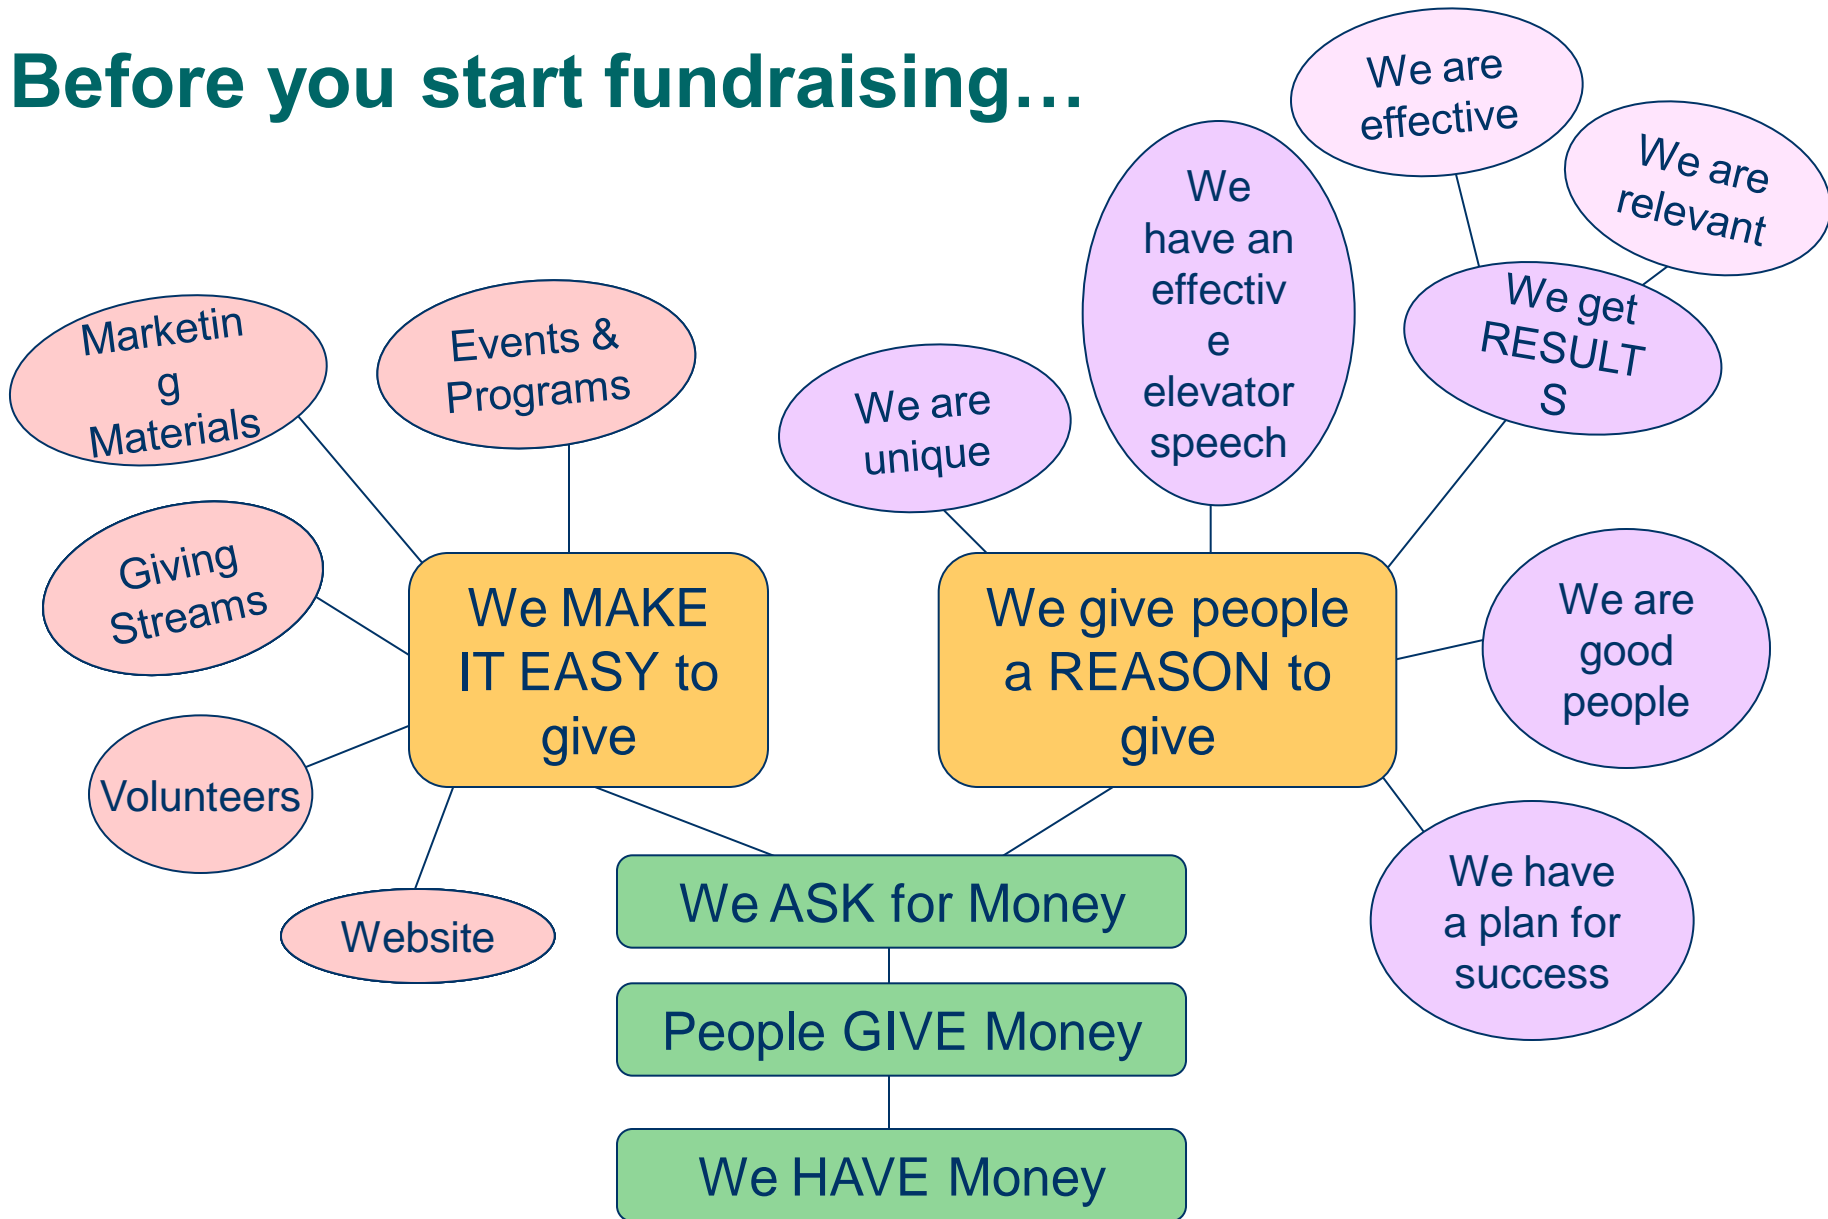 Before you start fundraising…
We are
effective
We are
relevant
We
have an
effectiv
e
elevator
speech
We get
RESULT
S
Marketin
g
Materials
Events &
Programs
We are
unique
Giving
Streams
We MAKE
IT EASY to
give
We give people
a REASON to
give
We are
good
people
Volunteers
Website
We ASK for Money
We have
a plan for
success
People GIVE Money
We HAVE Money